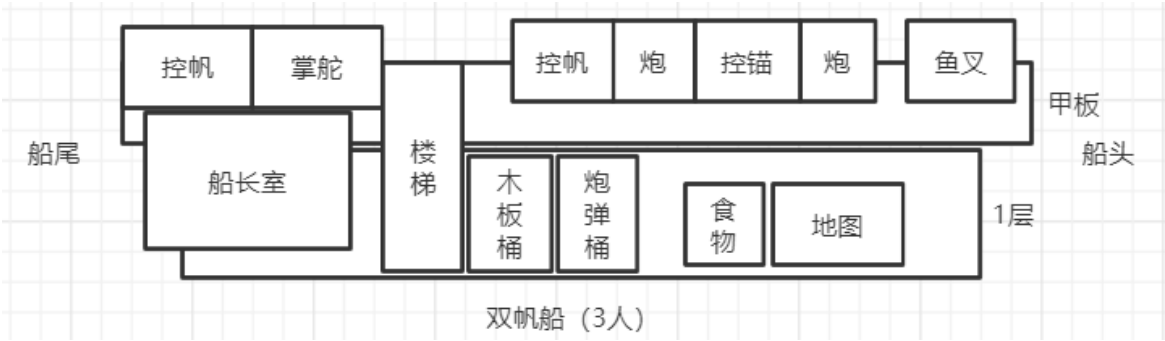 控帆
掌舵
控帆
炮
控锚
炮
鱼叉
甲板
船尾
船头
船长室
楼
梯
木
板
桶
炮
弹
桶
食
物
地图
1层
双帆船（3人）